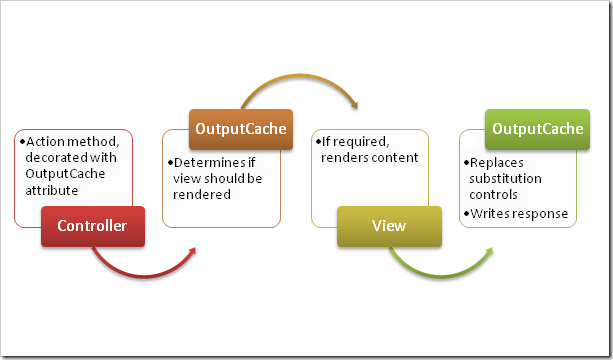 •Action method,
decorated with
OutputCache
attribute
Controller
OutputCache
•Determines if
view should be
rendered
•If required,
renders content
View
OutputCache
•Replaces
substitution
controls
•Writes response